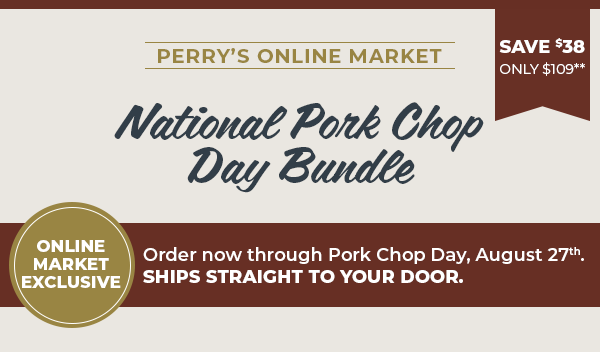 SAVE $38
ONLY $109**
PERRY'S ONLINE MARKET
National Pork Chop
Day Bundle
ONLINE
MARKET
EXCLUSIVE
Order now through Pork Chop Day, August 27th.
SHIPS STRAIGHT TO YOUR DOOR.